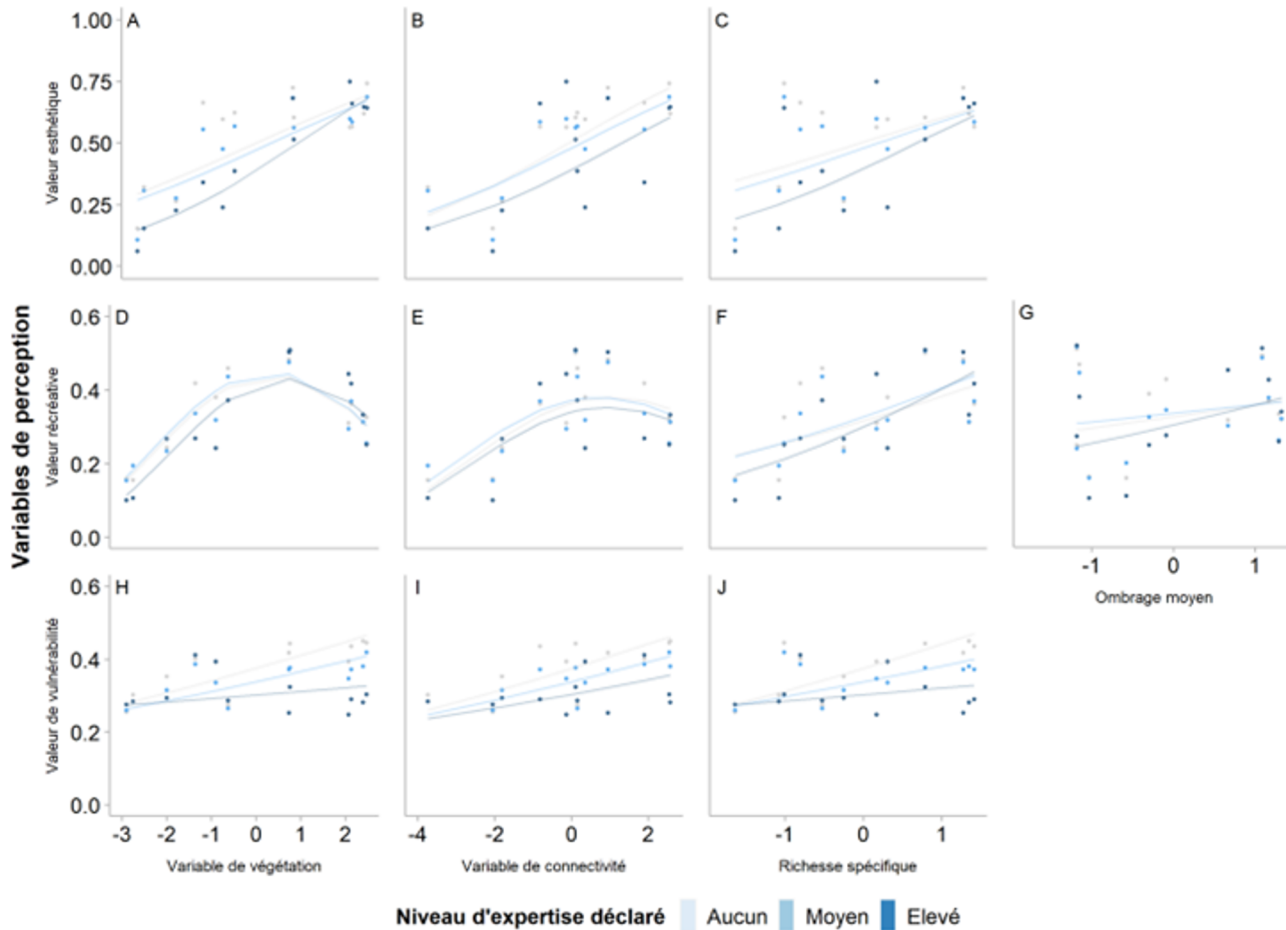 A
B
C
1.00
0.75
0.50
0.25
0.00
Valeur esthétique
D
E
F
G
0.6
0.4
0.2
0.0
Valeur récréative
Variables de perception
-1
0
1
Ombrage moyen
H
I
J
0.6
0.4
0.2
0.0
Valeur de vulnérabilité
-3 -2 -1 0 1 2
-4 -2 0 2
-1 0 1
Variable de végétation
Variable de connectivité
Richesse spécifique
Niveau d'expertise déclaré Aucun Moyen Elevé